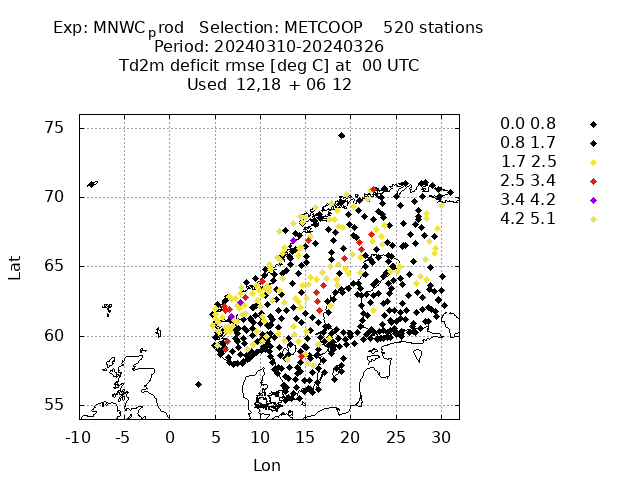 Exp: MNWCprod   Selection: METCOOP    520 stations
Period: 20240310-20240326
Td2m deficit rmse [deg C] at  00 UTC
Used  12,18 + 06 12
0.0 0.8
0.8 1.7
1.7 2.5
2.5 3.4
3.4 4.2
4.2 5.1
75
70
65
60
55
Lat
-10 -5 0 5 10 15 20 25 30
Lon